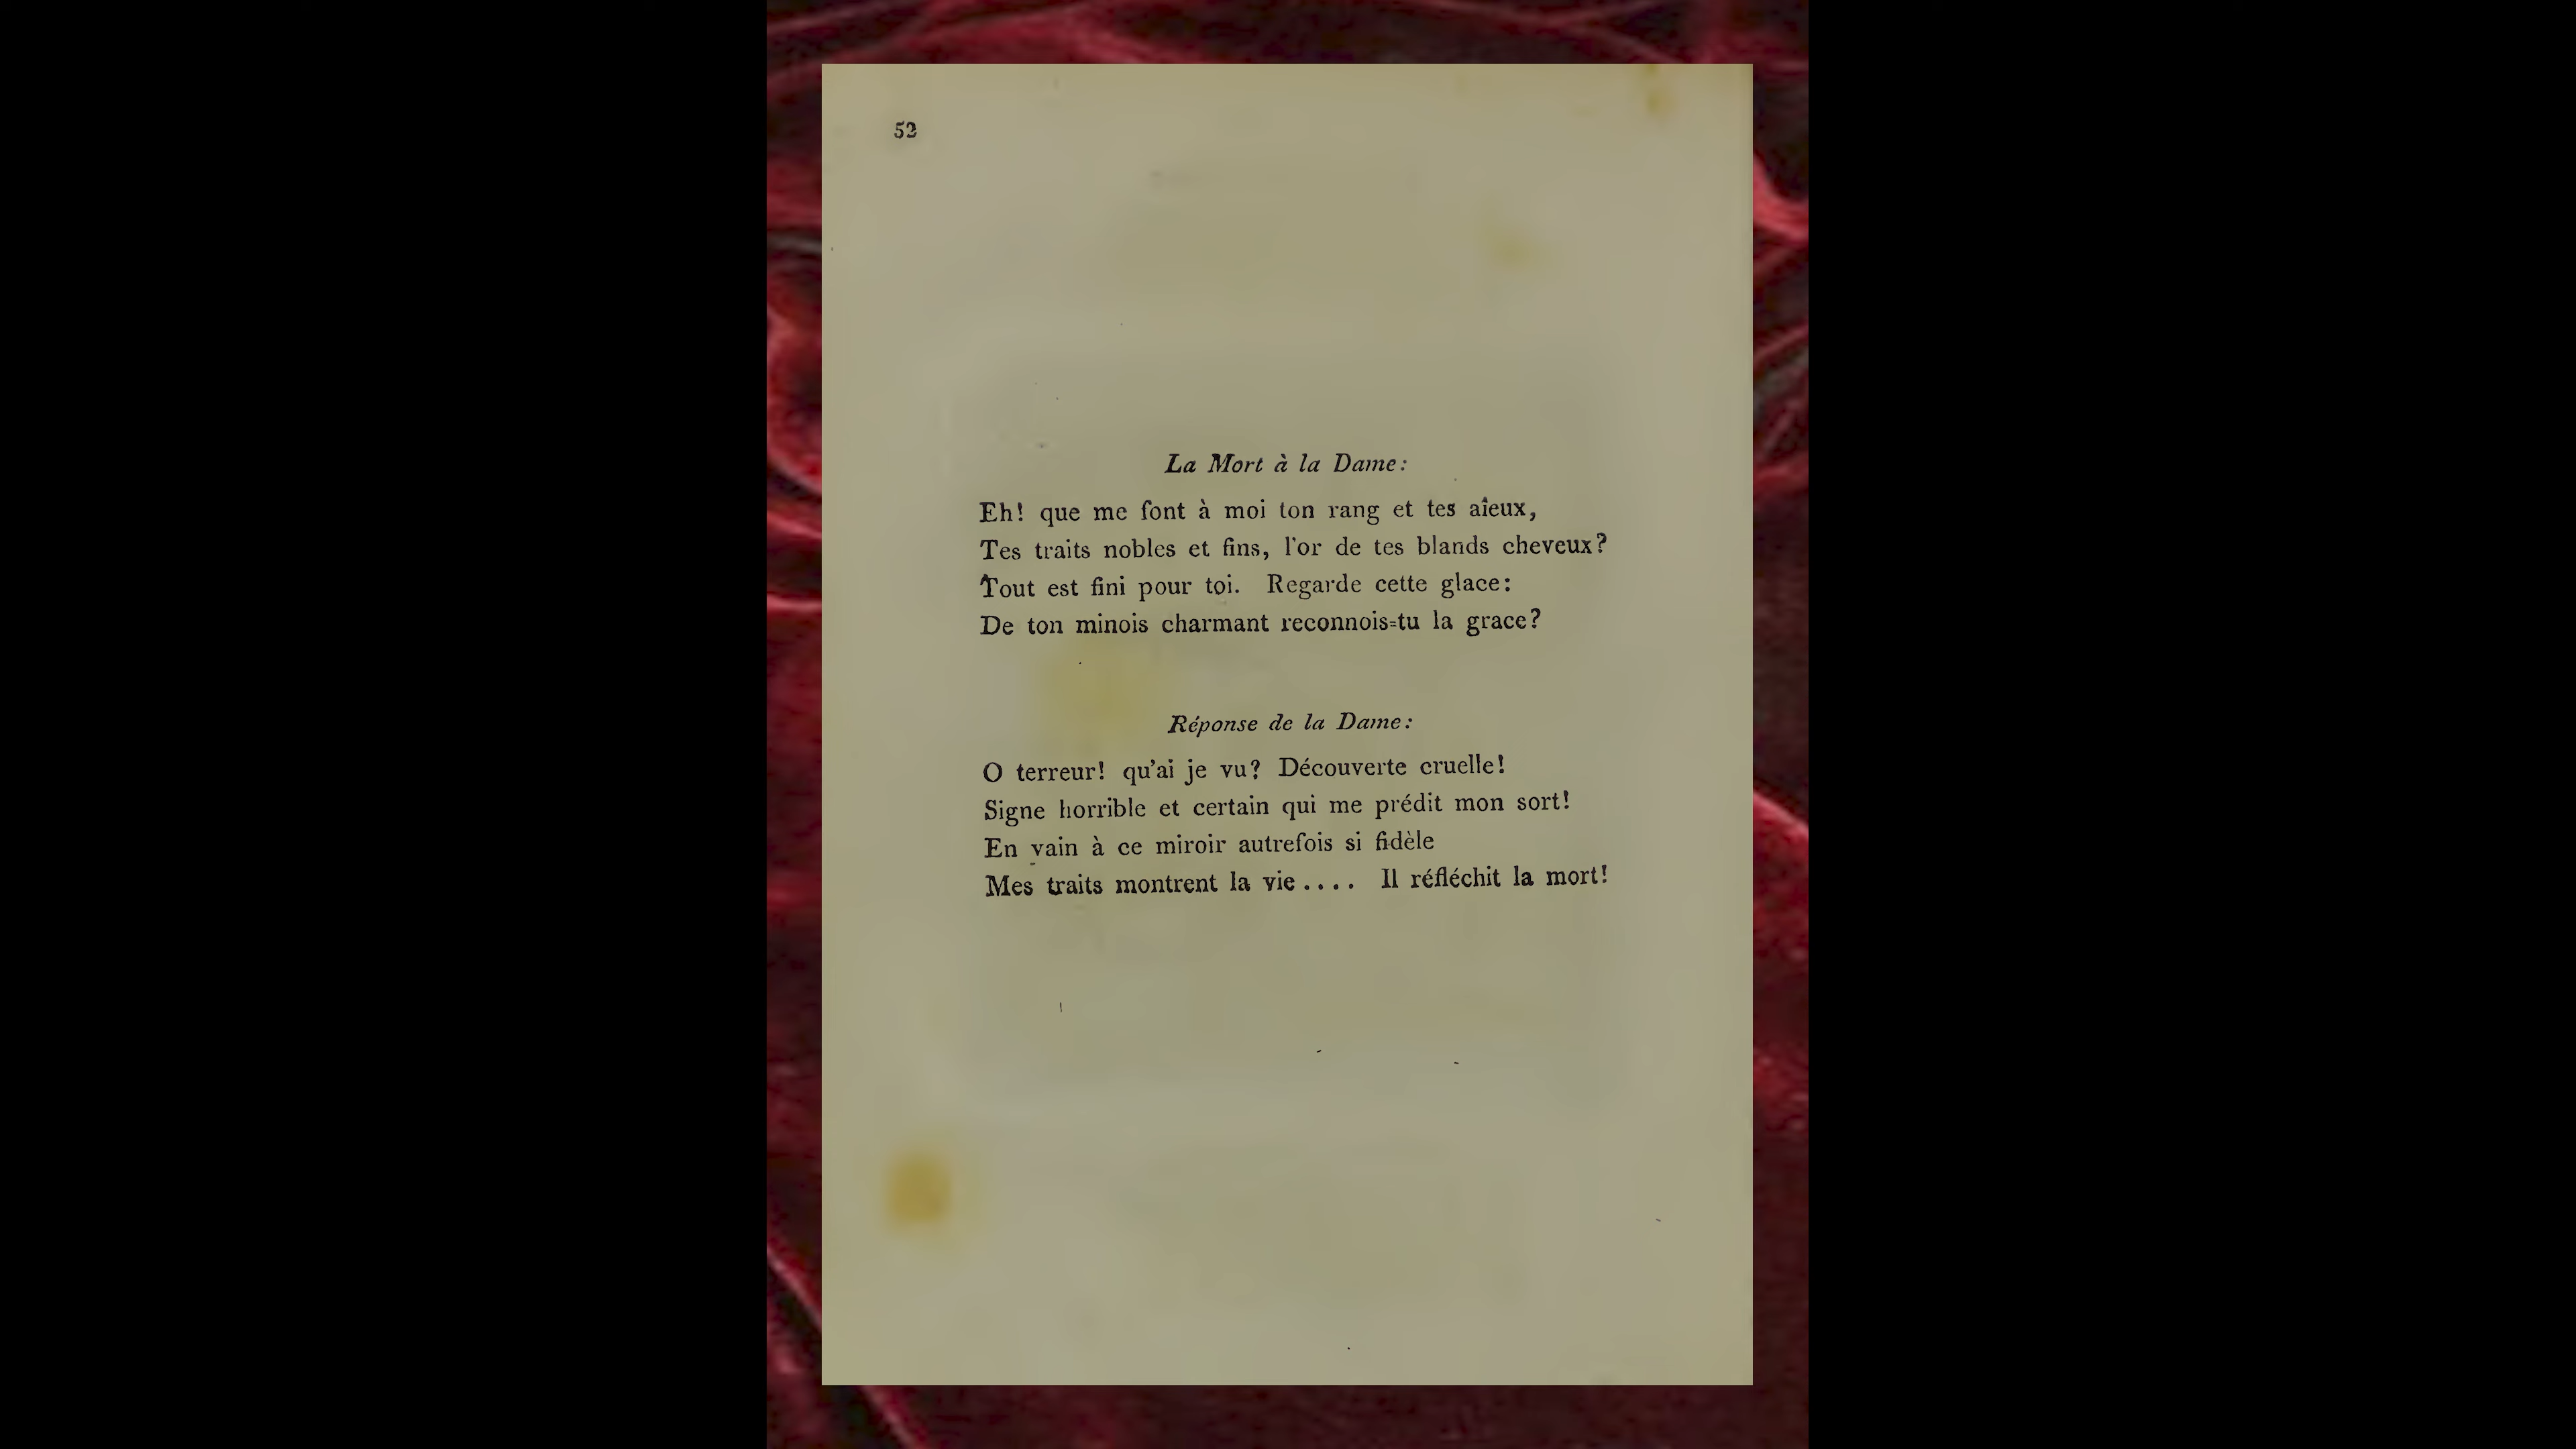 52
La Mort à la Dame:
Eh! que me font à moi ton rang et tes aîeux,
Tes traits nobles et fins, l'or de tes blands cheveux?
Tout est fini pour toi. Regarde cette glace:
De ton minois charmant reconnois=tu la grace?
Réponse de la Dame:
O terreur! qu'ai je vu? Découverte cruelle!
Signe horrible et certain qui me prédit mon sort!
En vain à ce miroir autrefois si fidèle
Mes traits montrent la vie.... Il réfléchit la mort!